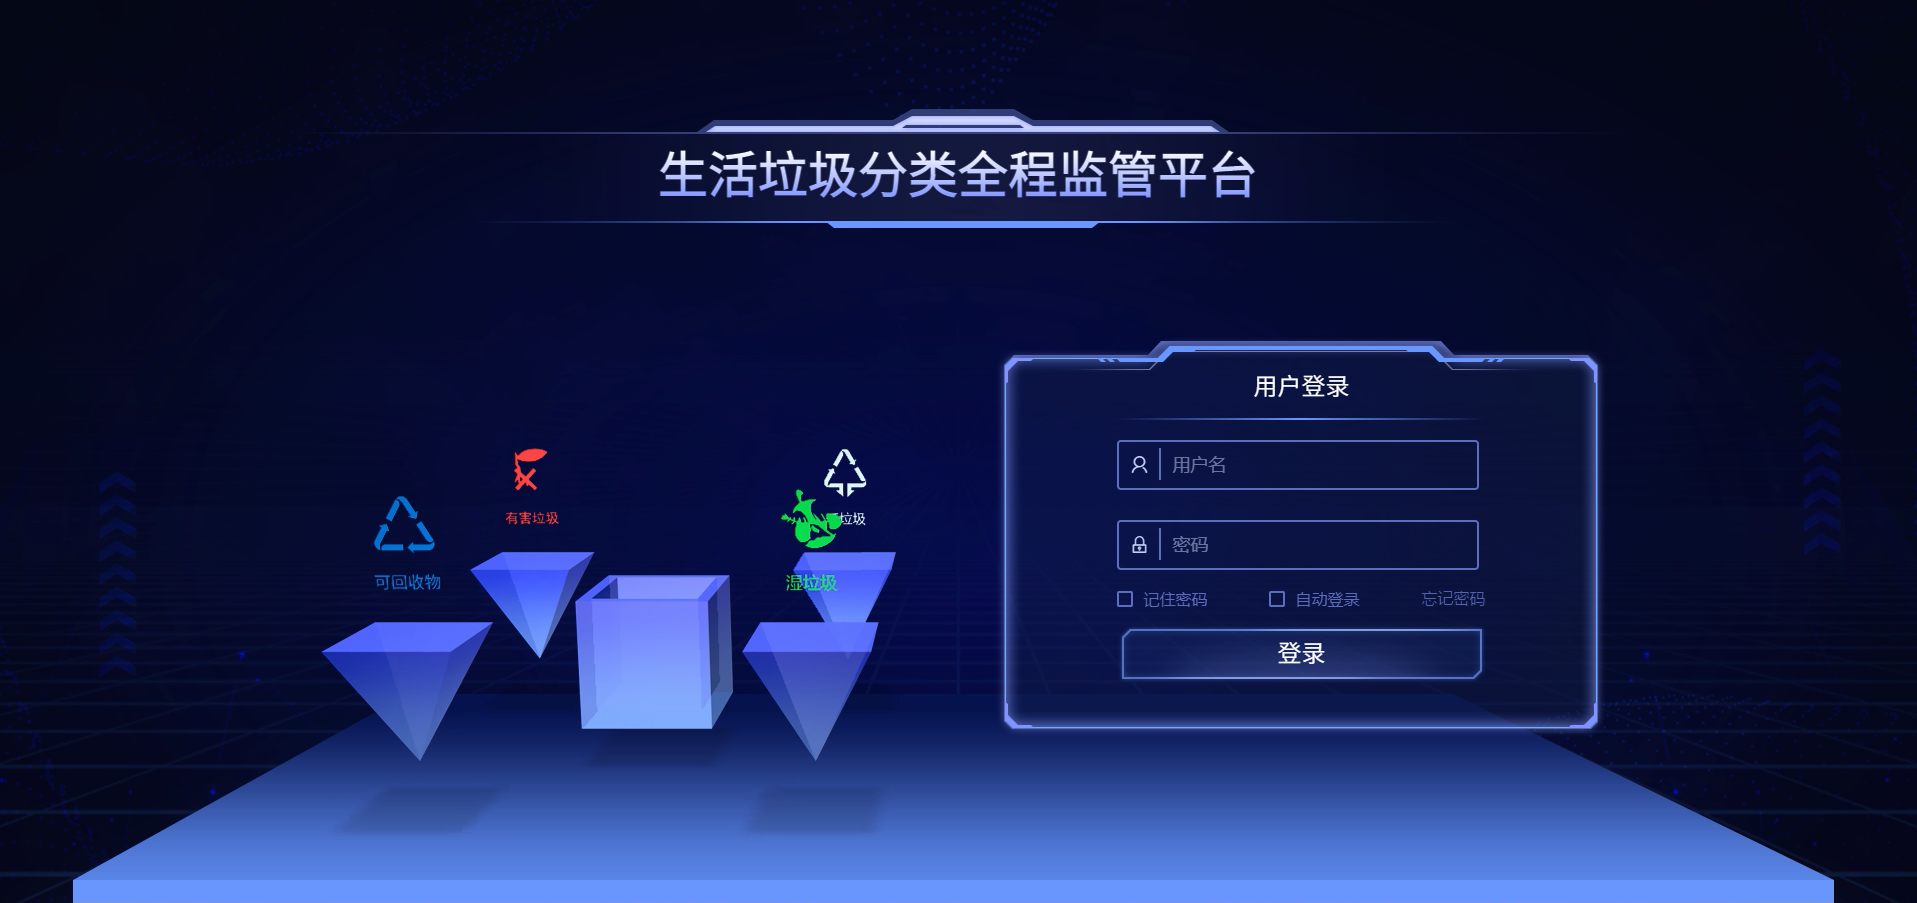 生活垃圾分类全程监管平台
用户登录
用户名
密码
记住密码 自动登录 忘记密码
登录
有害垃圾
垃圾
可回收物
湿垃圾